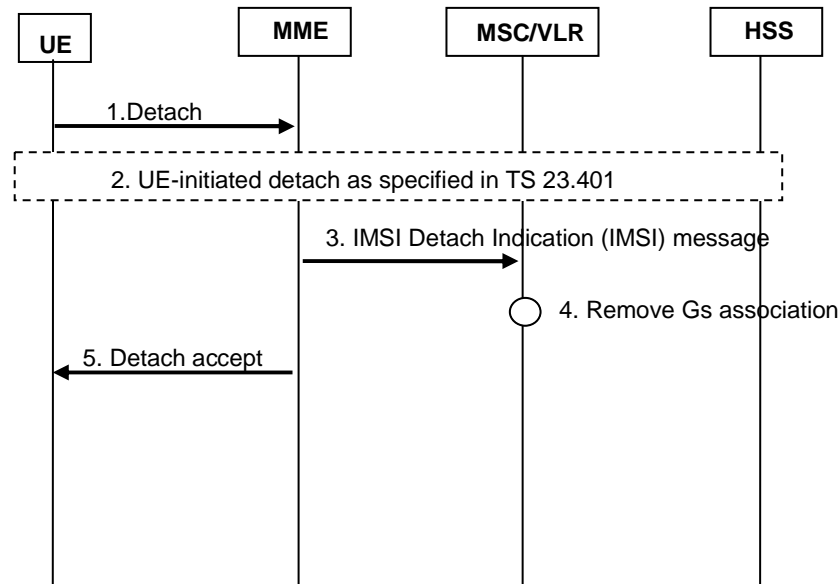 UE
MME
MSC/VLR
HSS
1.Detach
2. UE-initiated detach as specified in TS 23.401
3. IMSI Detach Indication (IMSI) message
4. Remove Gs association
5. Detach accept